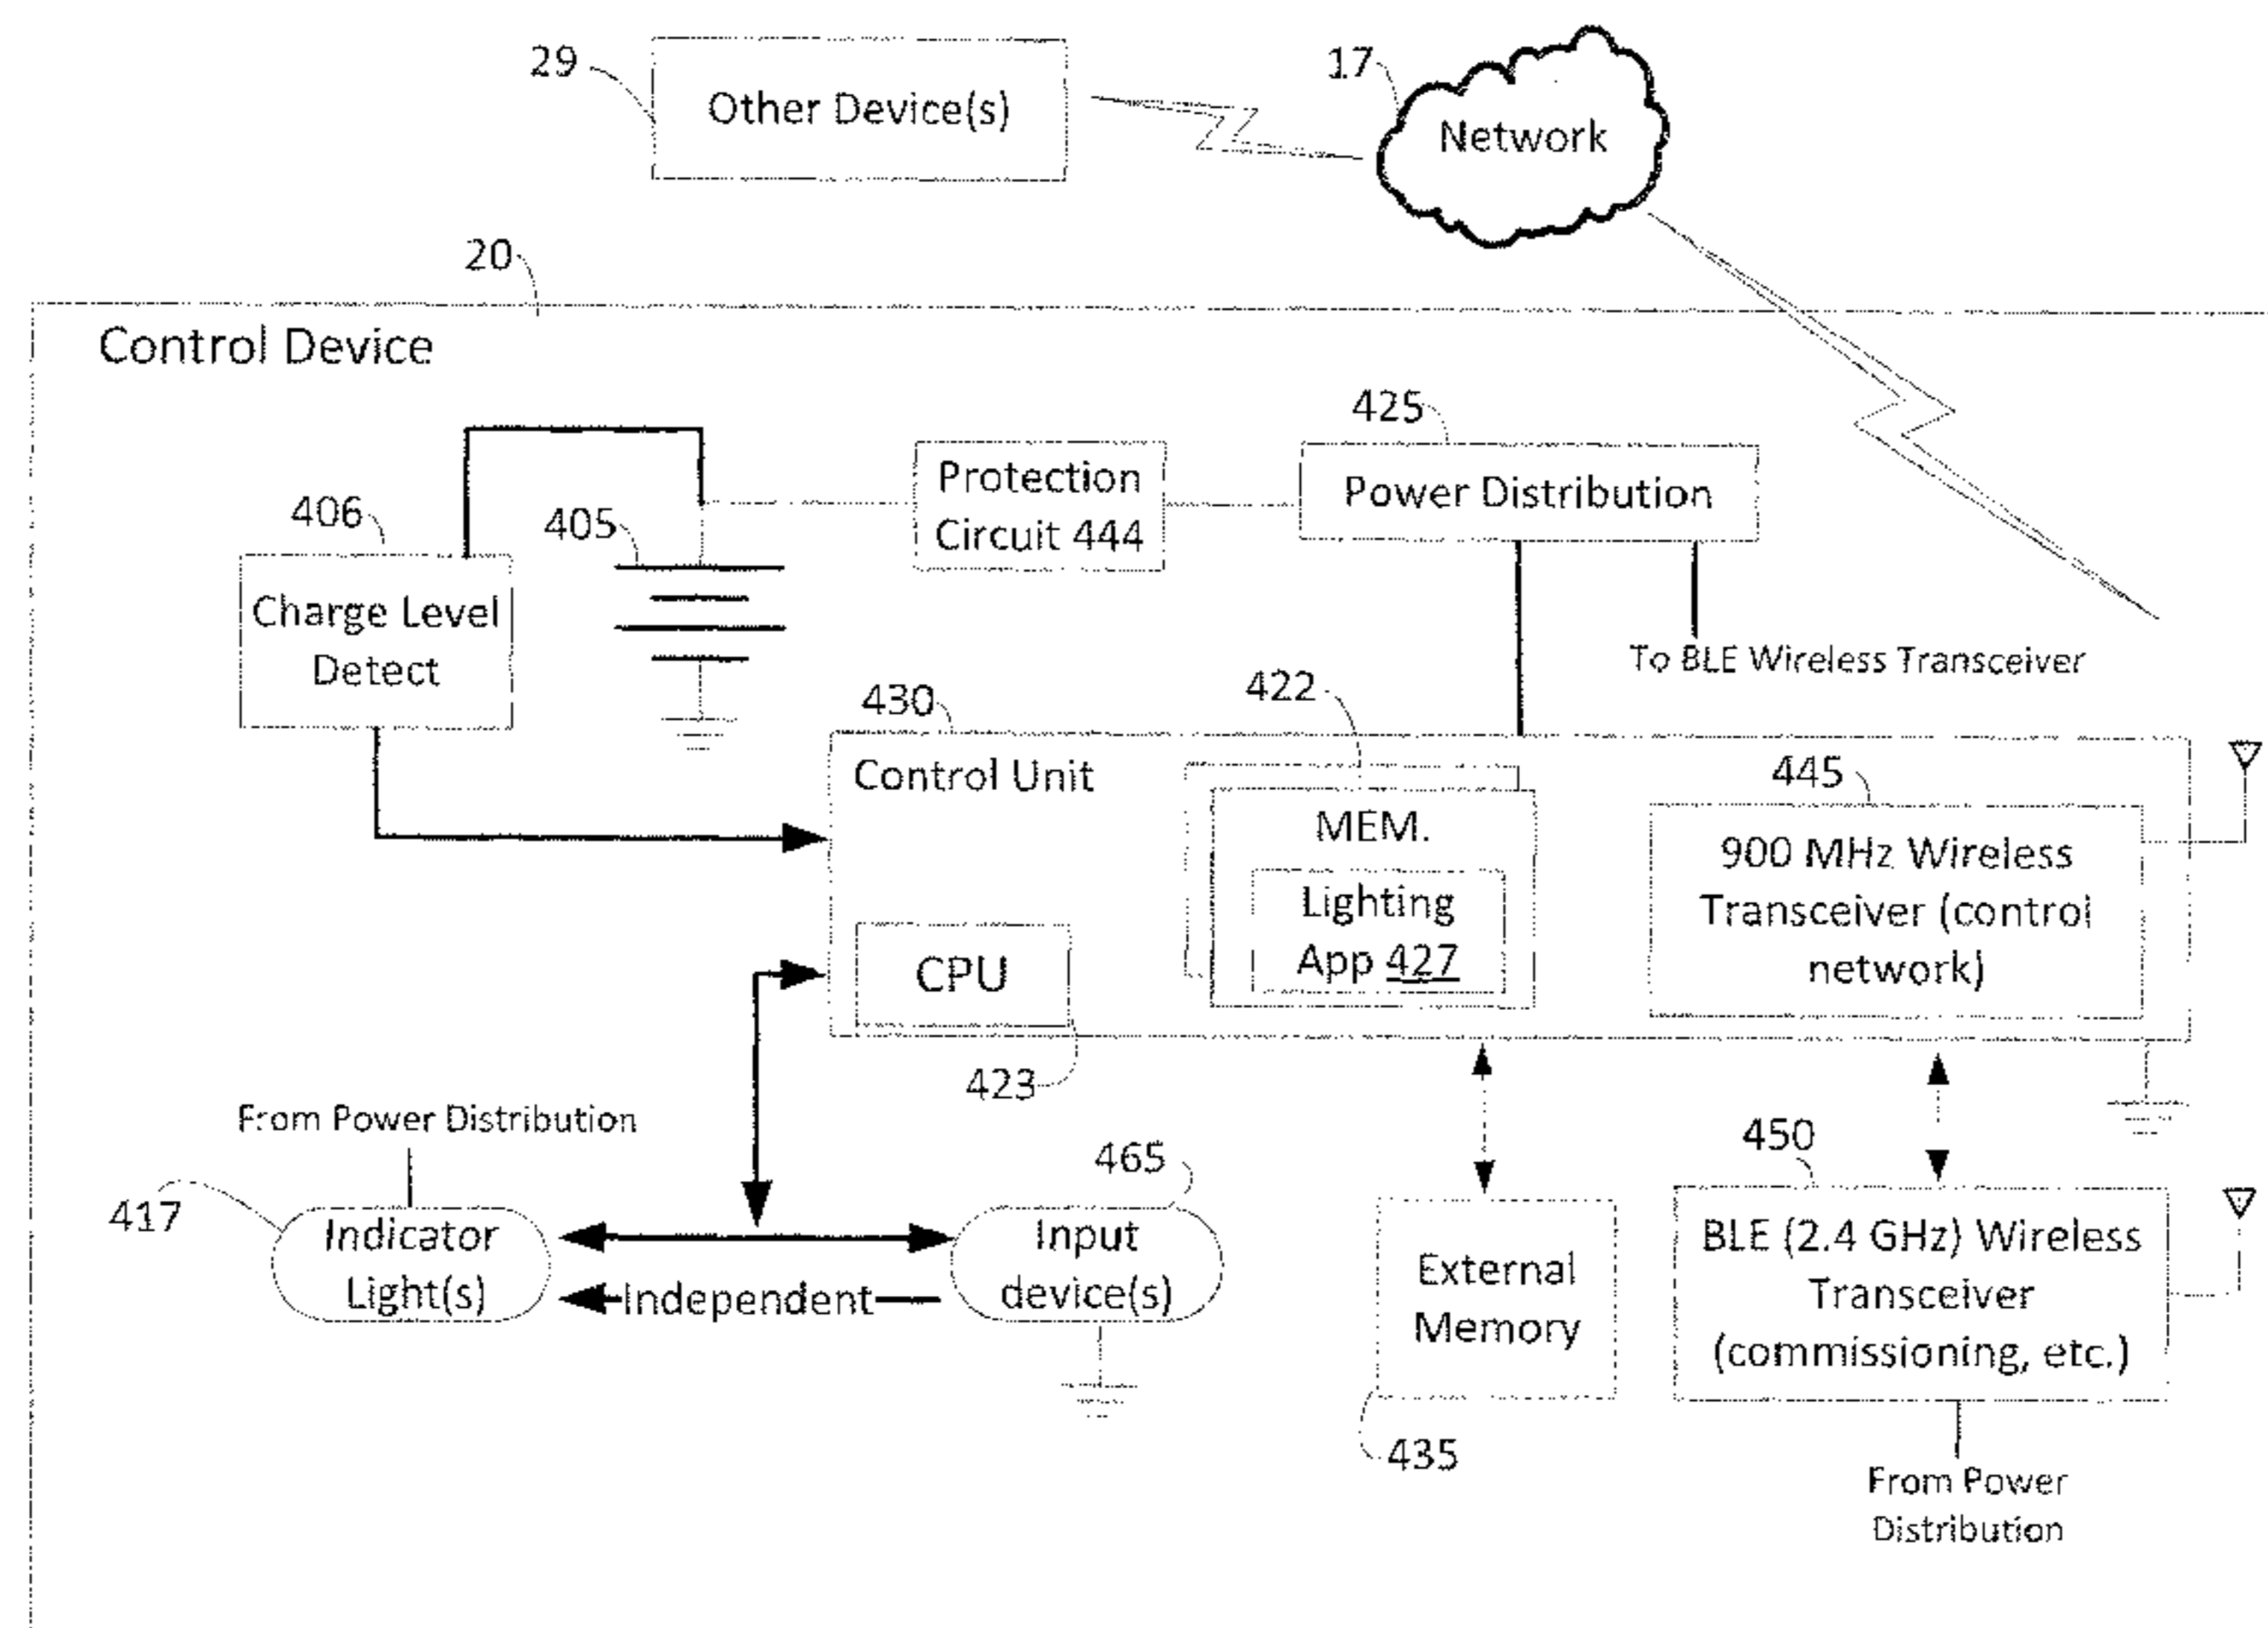 29
Other Device(s)
17
Network
20
Control Device
425
Protection
Circuit 444
Power Distribution
406
405
Charge Level
Detect
To BLE Wireless Transceiver
430
422
Control Unit
445
MEM.
900 MHz Wireless
Transceiver (control
network)
Lighting
App 427
CPU
423
From Power Distribution
450
465
417
Indicator
Light(s)
Input
device(s)
Independent
External
Memory
BLE (2.4 GHz) Wireless
Transceiver
(commissioning, etc.)
435
From Power
Distribution